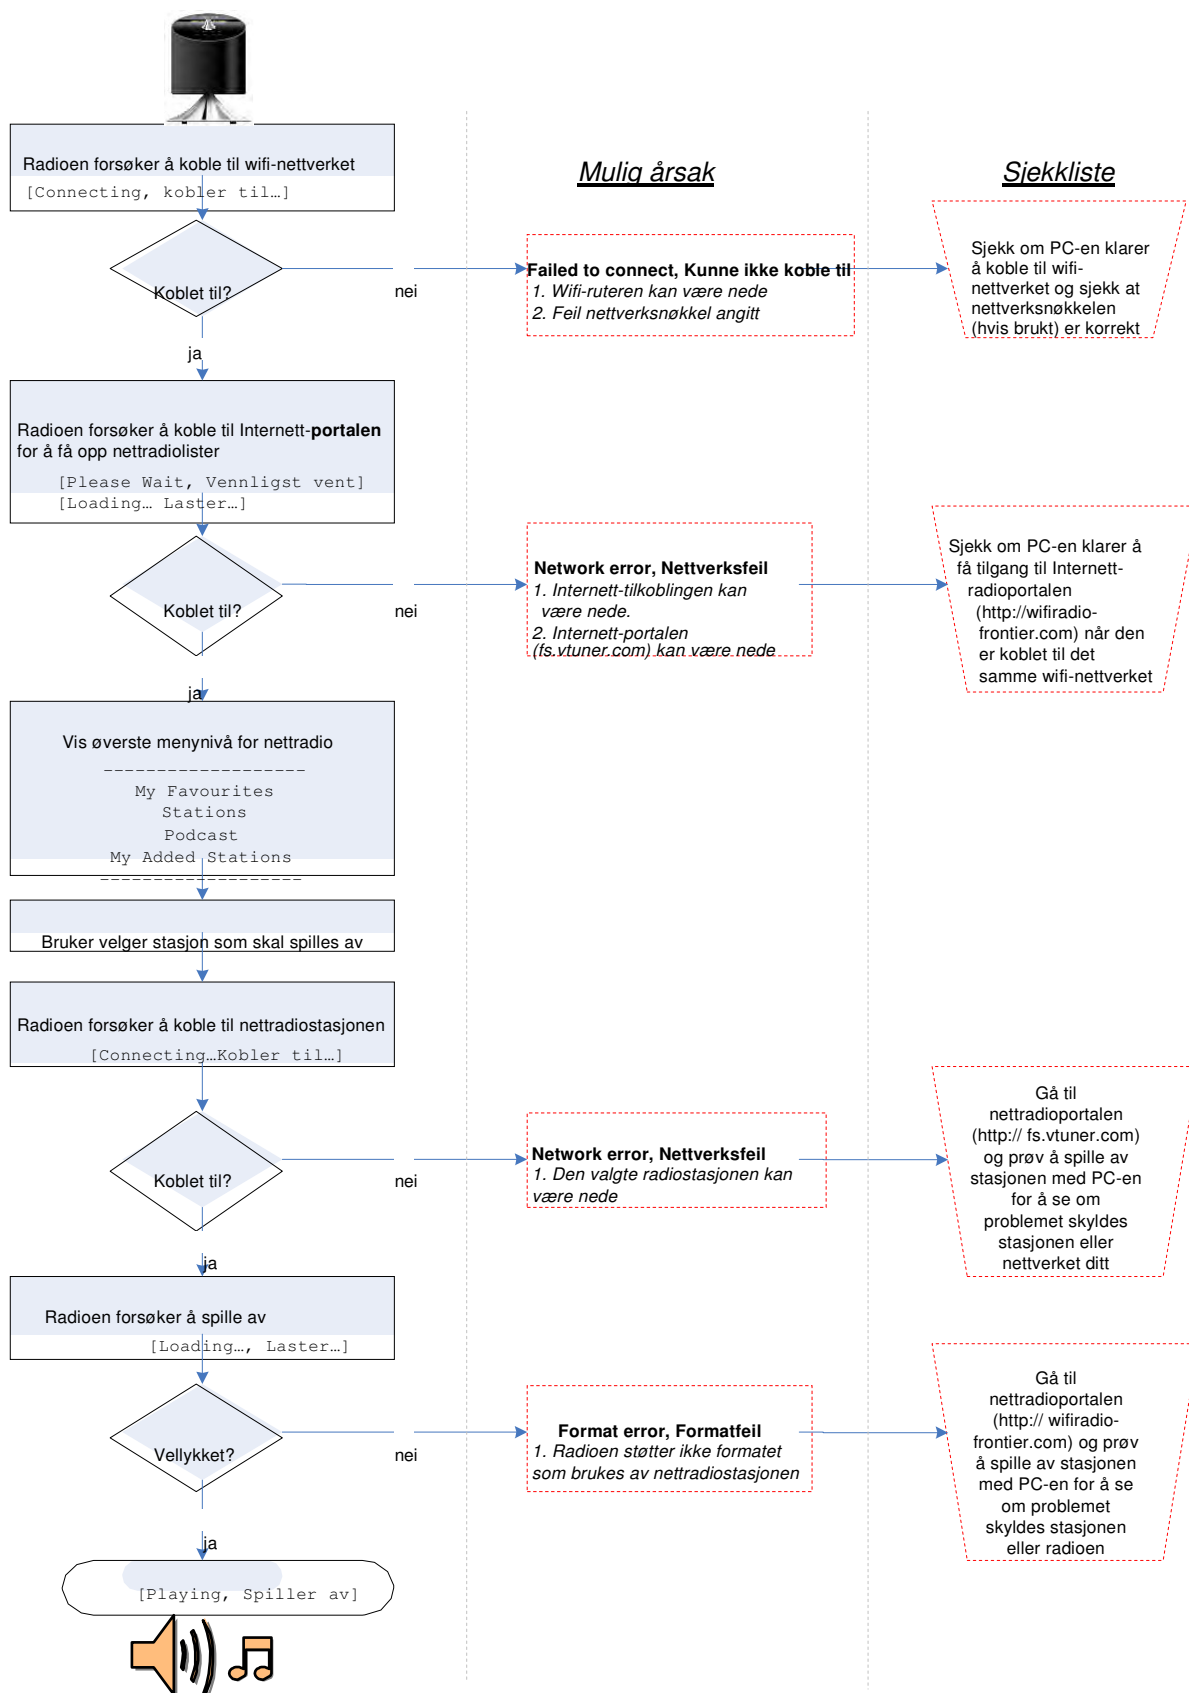 Radioen forsøker å koble til wifi-nettverket
[Connecting, kobler til…]
Mulig årsak
Sjekkliste
Koblet til?
nei
ja
Failed to connect, Kunne ikke koble til
1. Wifi-ruteren kan være nede
2. Feil nettverksnøkkel angitt
Sjekk om PC-en klarer
å koble til wifi-
nettverket og sjekk at
nettverksnøkkelen
(hvis brukt) er korrekt
Radioen forsøker å koble til Internett-portalen
for å få opp nettradiolister
[Please Wait, Vennligst vent]
[Loading… Laster…]
Koblet til?
nei
ja
Network error, Nettverksfeil
1. Internett-tilkoblingen kan
være nede.
2. Internett-portalen
(fs.vtuner.com) kan være nede
Sjekk om PC-en klarer å
få tilgang til Internett-
radioportalen
(http://wifiradio-
frontier.com) når den
er koblet til det
samme wifi-nettverket
Vis øverste menynivå for nettradio
-------------------
My Favourites
Stations
Podcast
My Added Stations
-------------------
Bruker velger stasjon som skal spilles av
Radioen forsøker å koble til nettradiostasjonen
[Connecting…Kobler til…]
Koblet til?
nei
ja
Network error, Nettverksfeil
1. Den valgte radiostasjonen kan
være nede
Gå til
nettradioportalen
(http:// fs.vtuner.com)
og prøv å spille av
stasjonen med PC-en
for å se om
problemet skyldes
stasjonen eller
nettverket ditt
Radioen forsøker å spille av
[Loading…, Laster…]
Vellykket?
nei
ja
Format error, Formatfeil
1. Radioen støtter ikke formatet
som brukes av nettradiostasjonen
Gå til
nettradioportalen
(http:// wifiradio-
frontier.com) og prøv
å spille av stasjonen
med PC-en for å se
om problemet
skyldes stasjonen
eller radioen
[Playing, Spiller av]